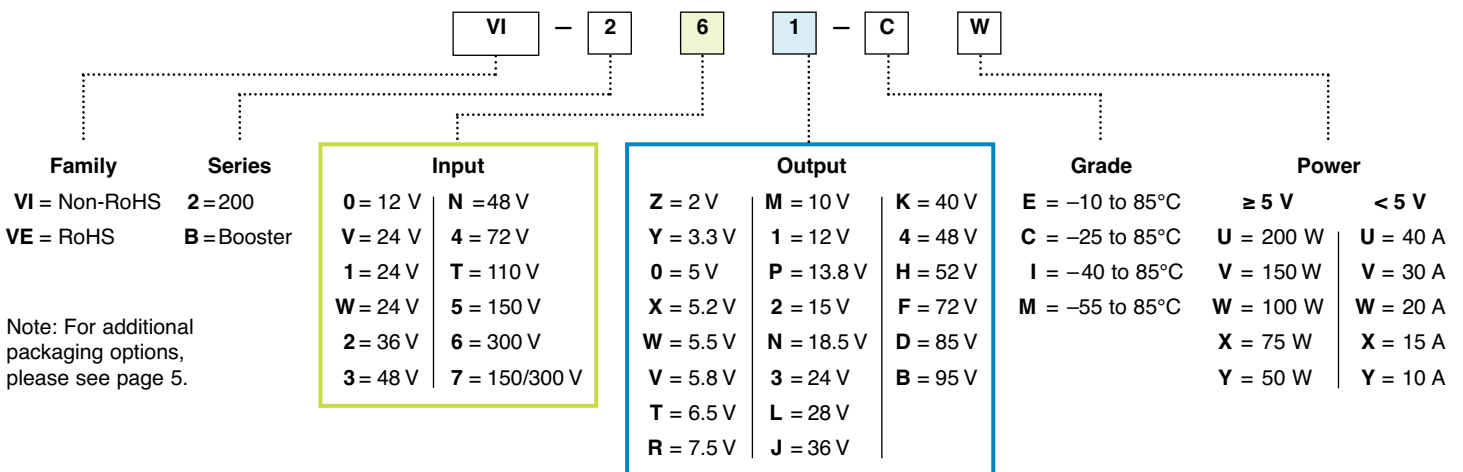 VI – 2 6 1 – C W
Family Series Input Output Grade Power
VI = Non-RoHS 2 = 200 0 = 12 V N = 48 V Z = 2 V M = 10 V K = 40 V E = –10 to 85°C ≥ 5 V < 5 V
VE = RoHS B = Booster V = 24 V 4 = 72 V Y = 3.3 V 1 = 12 V 4 = 48 V C = –25 to 85°C U = 200 W U = 40 A
1 = 24 V T = 110 V 0 = 5 V P = 13.8 V H = 52 V I = –40 to 85°C V = 150 W V = 30 A
W = 24 V 5 = 150 V X = 5.2 V 2 = 15 V F = 72 V M = –55 to 85°C W = 100 W W = 20 A
2 = 36 V 6 = 300 V W = 5.5 V N = 18.5 V D = 85 V X = 75 W X = 15 A
3 = 48 V 7 = 150/300 V V = 5.8 V 3 = 24 V B = 95 V Y = 50 W Y = 10 A
T = 6.5 V L = 28 V
R = 7.5 V J = 36 V
Note: For additional
packaging options,
please see page 5.